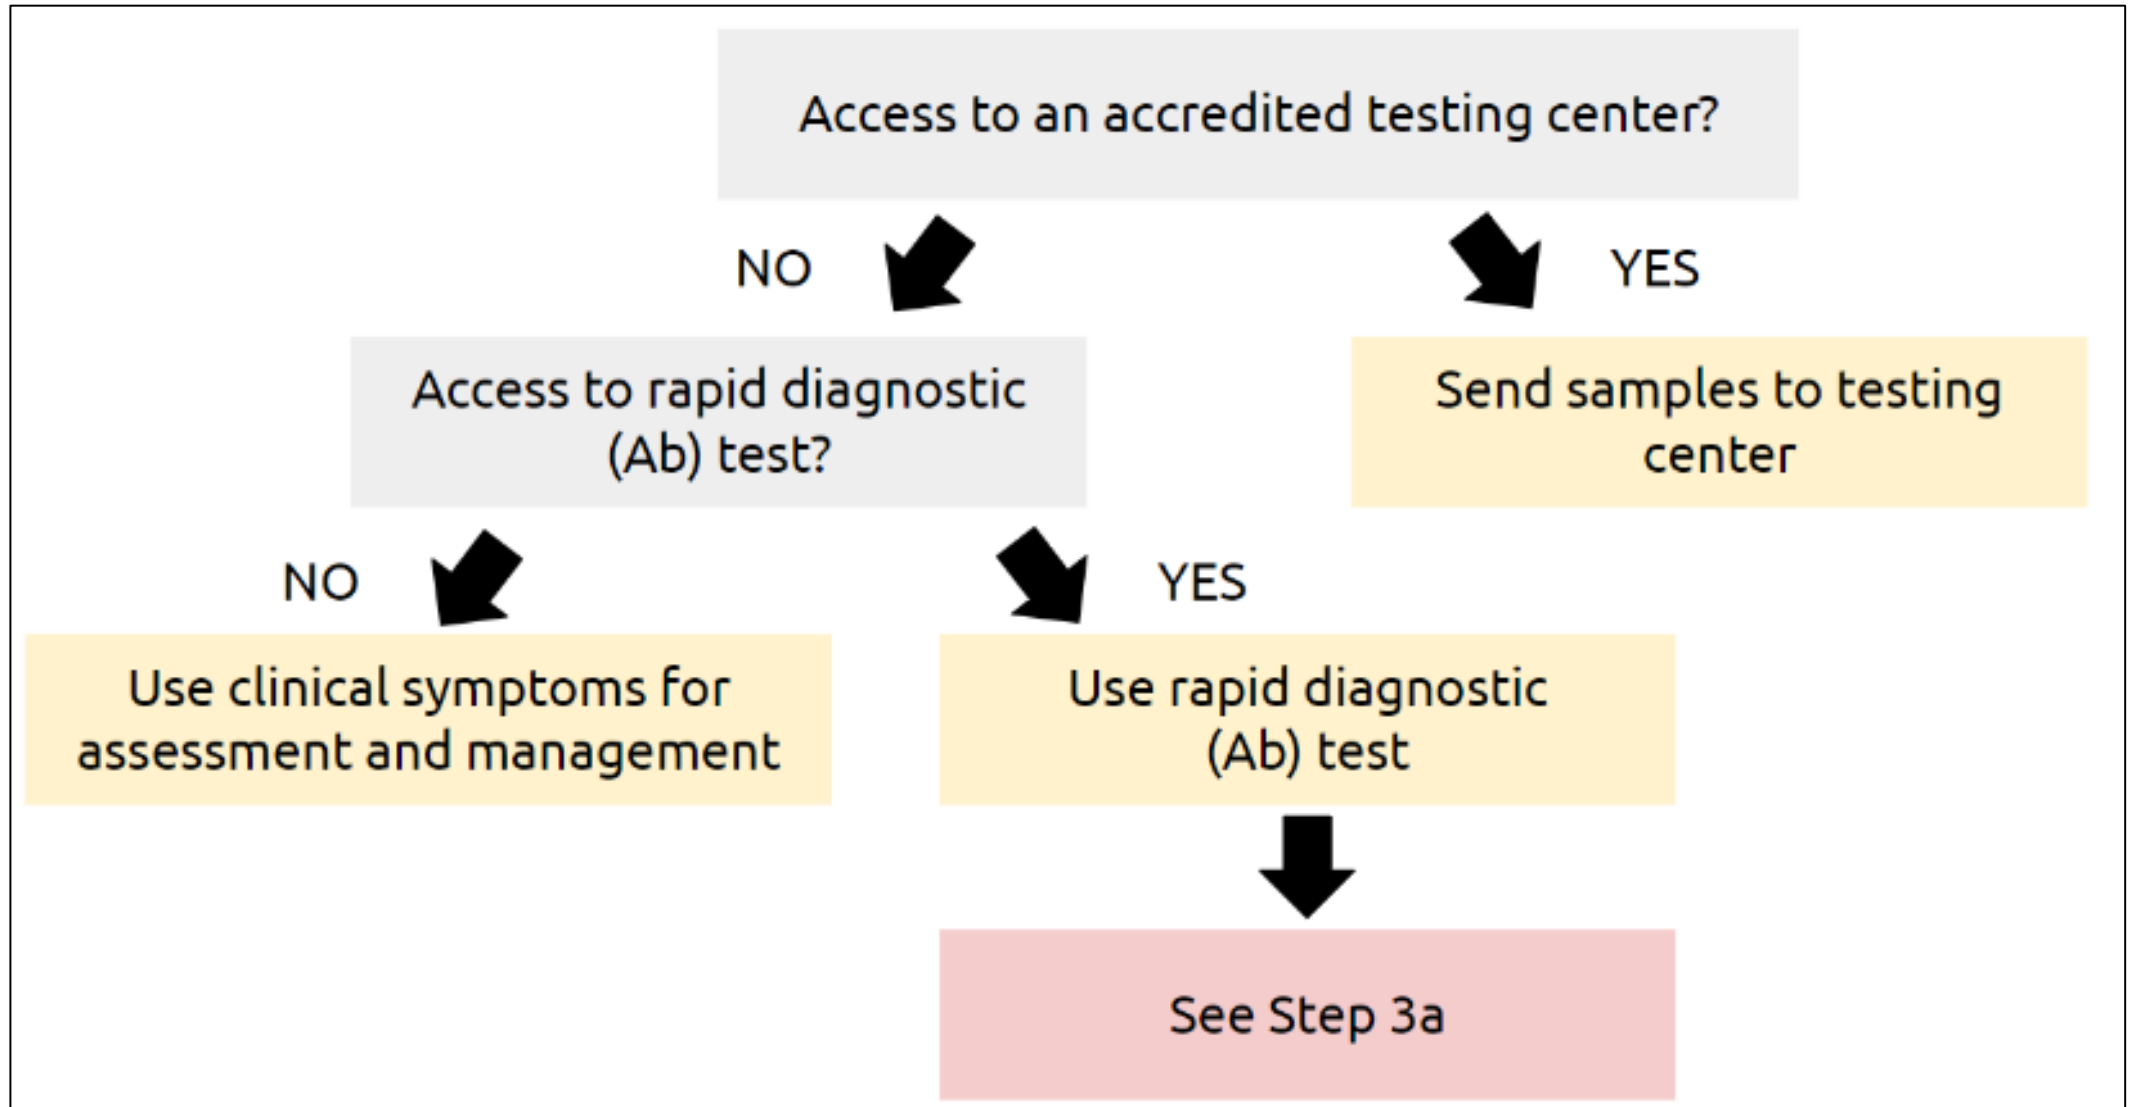 Access to an accredited testing center?
NO
YES
Access to rapid diagnostic
(Ab) test?
Send samples to testing
center
NO
YES
Use clinical symptoms for
assessment and management
Use rapid diagnostic
(Ab) test
See Step 3a